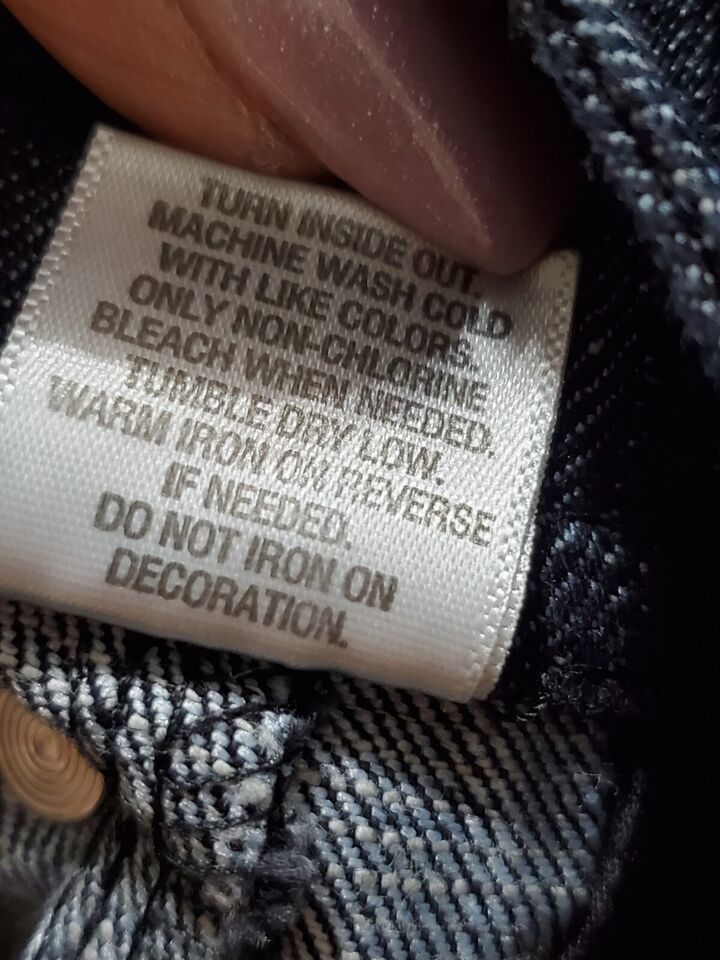 TURN INSIDE OUT.
MACHINE WASH COLD
WITH LIKE COLORS.
ONLY NON-CHLORINE
BLEACH WHEN NEEDED.
TUMBLE DRY LOW.
WARM IRON ON REVERSE
IF NEEDED.
DO NOT IRON ON
DECORATION.